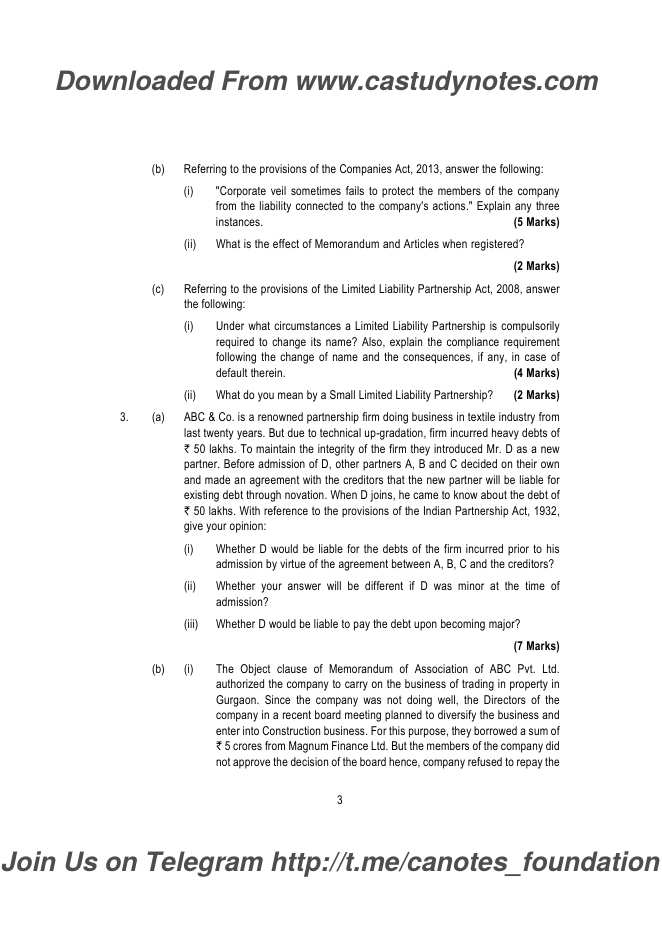 Downloaded From www.castudynotes.com
(b) Referring to the provisions of the Companies Act, 2013, answer the following:
(i) "Corporate veil sometimes fails to protect the members of the company
from the liability connected to the company's actions." Explain any three
instances. (5 Marks)
(ii) What is the effect of Memorandum and Articles when registered?
(2 Marks)
(c) Referring to the provisions of the Limited Liability Partnership Act, 2008, answer
the following:
(i) Under what circumstances a Limited Liability Partnership is compulsorily
required to change its name? Also, explain the compliance requirement
following the change of name and the consequences, if any, in case of
default therein. (4 Marks)
(ii) What do you mean by a Small Limited Liability Partnership? (2 Marks)
3. (a) ABC & Co. is a renowned partnership firm doing business in textile industry from
last twenty years. But due to technical up-gradation, firm incurred heavy debts of
₹ 50 lakhs. To maintain the integrity of the firm they introduced Mr. D as a new
partner. Before admission of D, other partners A, B and C decided on their own
and made an agreement with the creditors that the new partner will be liable for
existing debt through novation. When D joins, he came to know about the debt of
₹ 50 lakhs. With reference to the provisions of the Indian Partnership Act, 1932,
give your opinion:
(i) Whether D would be liable for the debts of the firm incurred prior to his
admission by virtue of the agreement between A, B, C and the creditors?
(ii) Whether your answer will be different if D was minor at the time of
admission?
(iii) Whether D would be liable to pay the debt upon becoming major?
(7 Marks)
(b) (i) The Object clause of Memorandum of Association of ABC Pvt. Ltd.
authorized the company to carry on the business of trading in property in
Gurgaon. Since the company was not doing well, the Directors of the
company in a recent board meeting planned to diversify the business and
enter into Construction business. For this purpose, they borrowed a sum of
₹ 5 crores from Magnum Finance Ltd. But the members of the company did
not approve the decision of the board hence, company refused to repay the
3
Join Us on Telegram http://t.me/canotes_foundation